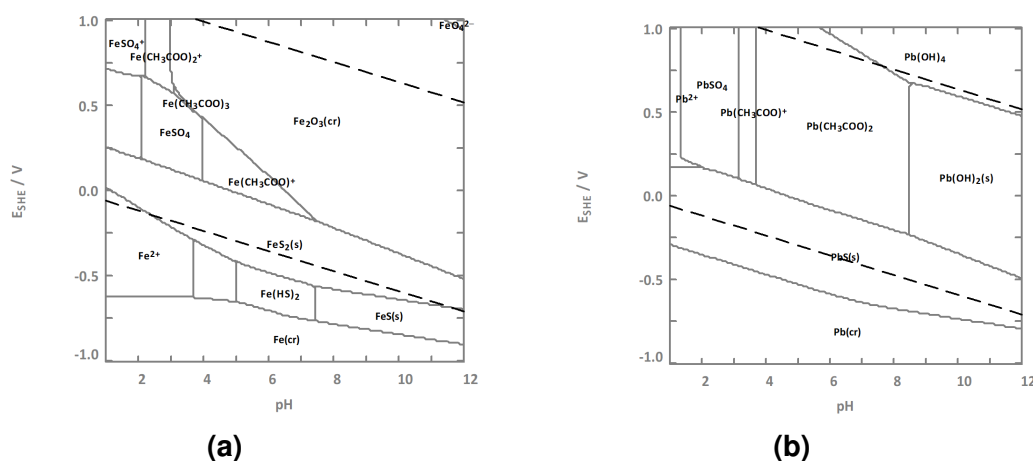 1.0
0.5
0.0
-0.5
-1.0
E_SHE / V
2
4
6
8
10
12
pH
FeSO₄⁺
Fe(CH₃COO)₂⁺
FeO₄²⁻
Fe(CH₃COO)₃
FeSO₄
Fe₂O₃(cr)
Fe(CH₃COO)⁺
FeS₂(s)
Fe²⁺
Fe(HS)₂
FeS(s)
Fe(cr)
(a)
1.0
0.5
0.0
-0.5
-1.0
E_SHE / V
2
4
6
8
10
12
pH
Pb(OH)₄
PbSO₄
Pb²⁺
Pb(CH₃COO)⁺
Pb(CH₃COO)₂
Pb(OH)₂(s)
PbS(s)
Pb(cr)
(b)